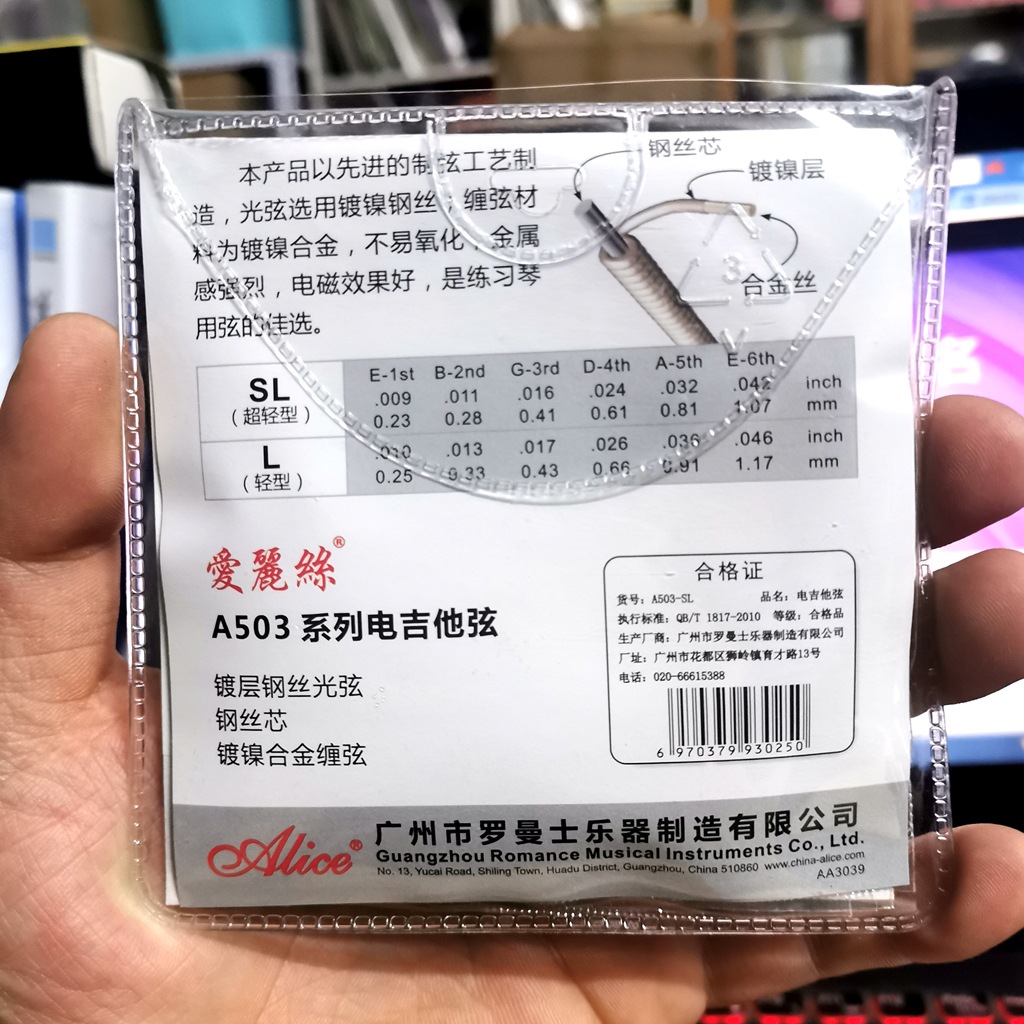 本产品以先进的制弦工艺制
造，光弦选用镀镍钢丝；缠弦材
料为镀镍合金，不易氧化，金属
感强烈，电磁效果好，是练习琴
用弦的佳选。
钢丝芯
镀镍层
合金丝
3
V
E-1st B-2nd G-3rd D-4th A-5th E-6th
SL .009 .011 .016 .024 .032 .042 inch
（超轻型） 0.23 0.28 0.41 0.61 0.81 1.07 mm
L .010 .013 .017 .026 .036 .046 inch
（轻型） 0.25 0.33 0.43 0.66 0.91 1.17 mm
愛麗絲®
A503 系列电吉他弦
镀层钢丝光弦
钢丝芯
镀镍合金缠弦
合格证
货号：A503-SL 品名：电吉他弦
执行标准：QB/T 1817-2010 等级：合格品
生产厂商：广州市罗曼士乐器制造有限公司
厂址：广州市花都区狮岭镇育才路13号
电话：020-66615388
6 970379 930250
Alice®
广州市罗曼士乐器制造有限公司
Guangzhou Romance Musical Instruments Co., Ltd.
No. 13, Yucai Road, Shiling Town, Huadu District, Guangzhou, China 510860 www.china-alice.com
AA3039